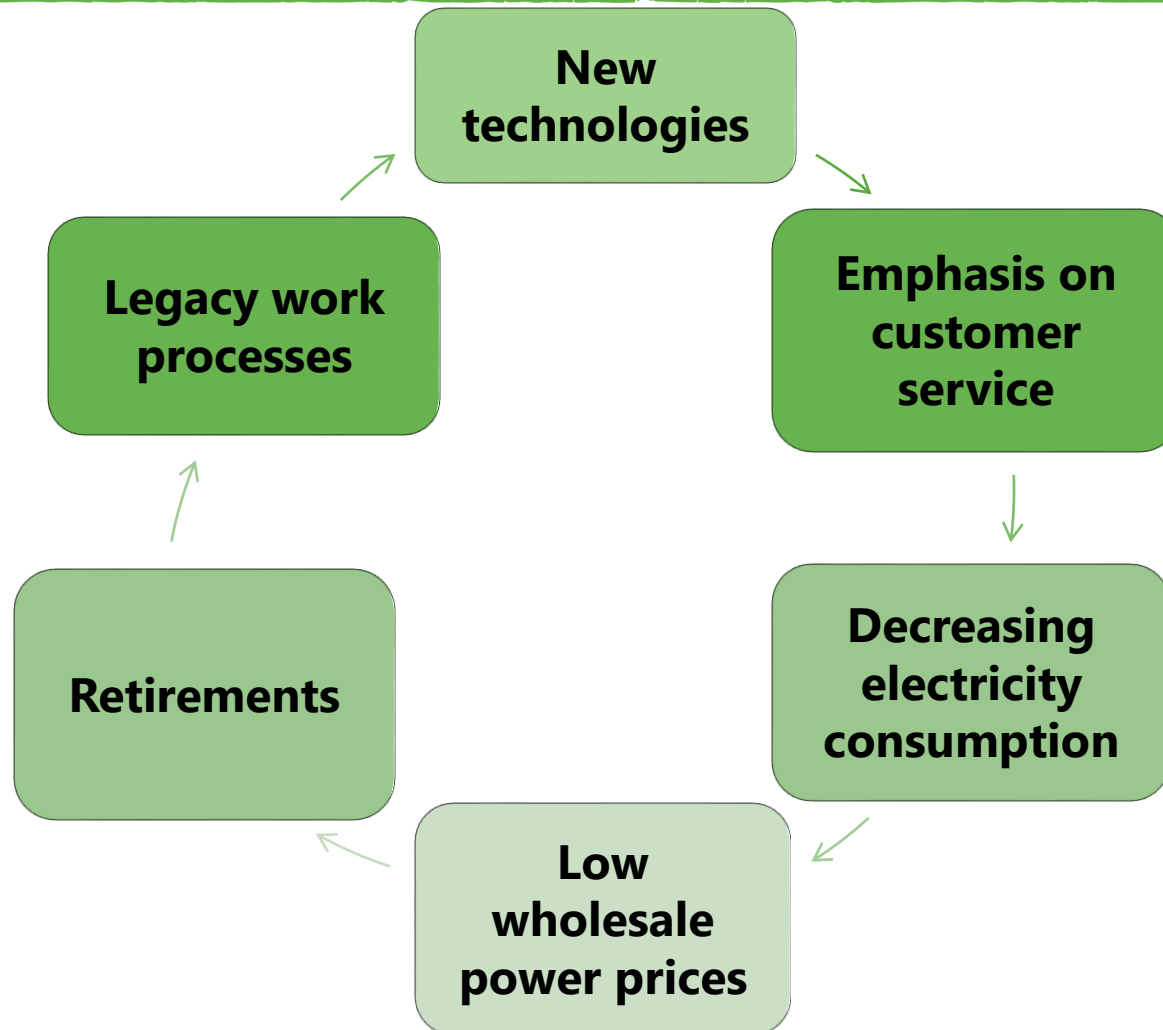 New
technologies
Emphasis on
customer
service
Decreasing
electricity
consumption
Low
wholesale
power prices
Retirements
Legacy work
processes